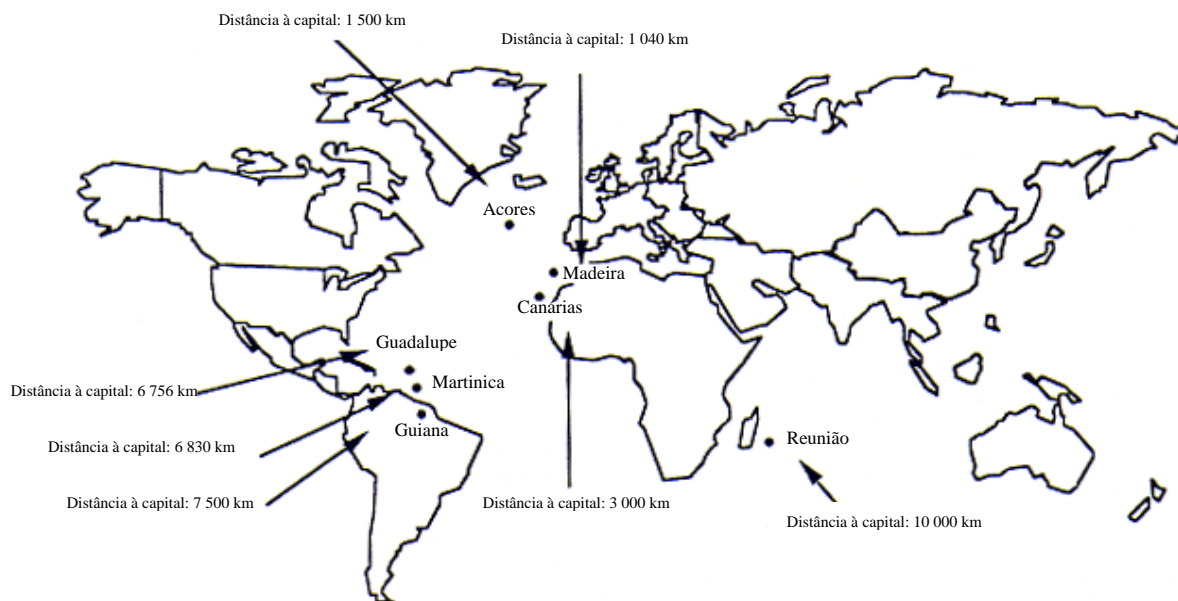 Distância à capital: 1 500 km
Distância à capital: 1 040 km
Acores
Madeira
Canárias
Guadalupe
Distância à capital: 6 756 km
Martinica
Guiana
Distância à capital: 6 830 km
Reunião
Distância à capital: 7 500 km
Distância à capital: 3 000 km
Distância à capital: 10 000 km